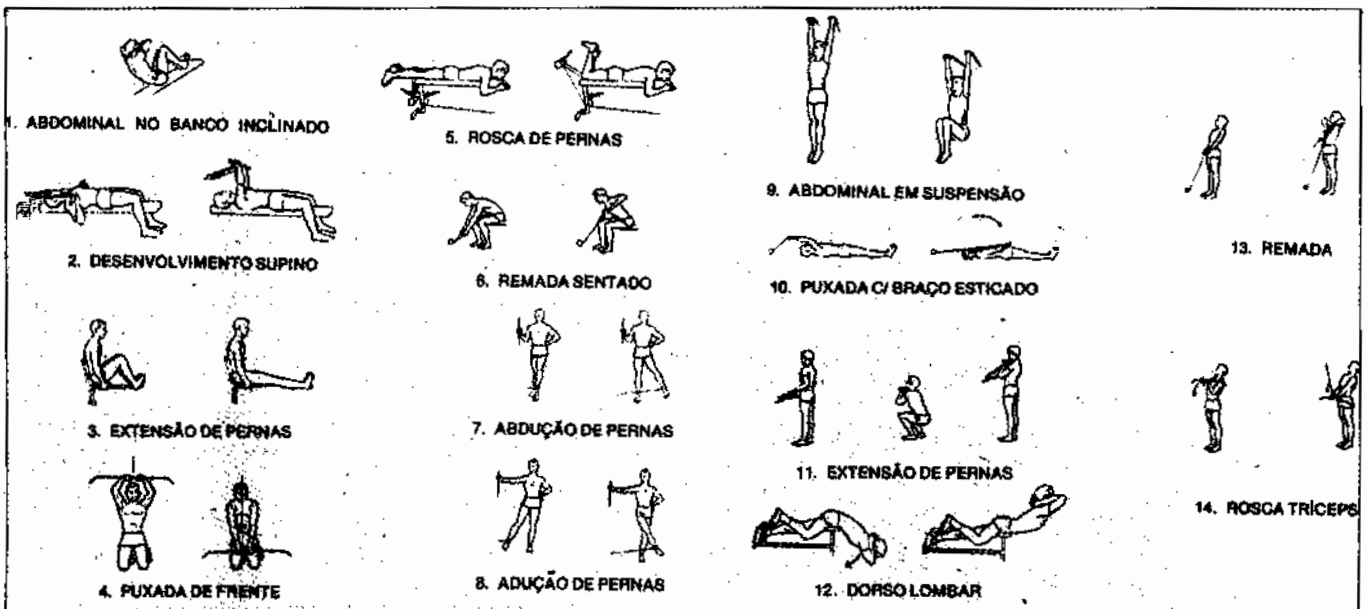 1. ABDOMINAL NO BANCO INCLINADO
2. DESENVOLVIMENTO SUPINO
3. EXTENSÃO DE PERNAS
4. PUXADA DE FRENTE
5. ROSCA DE PERNAS
6. REMADA SENTADO
7. ABDUÇÃO DE PERNAS
8. ADUÇÃO DE PERNAS
9. ABDOMINAL EM SUSPENSÃO
10. PUXADA C/ BRAÇO ESTICADO
11. EXTENSÃO DE PERNAS
12. DORSO LOMBAR
13. REMADA
14. ROSCA TRÍCEPS